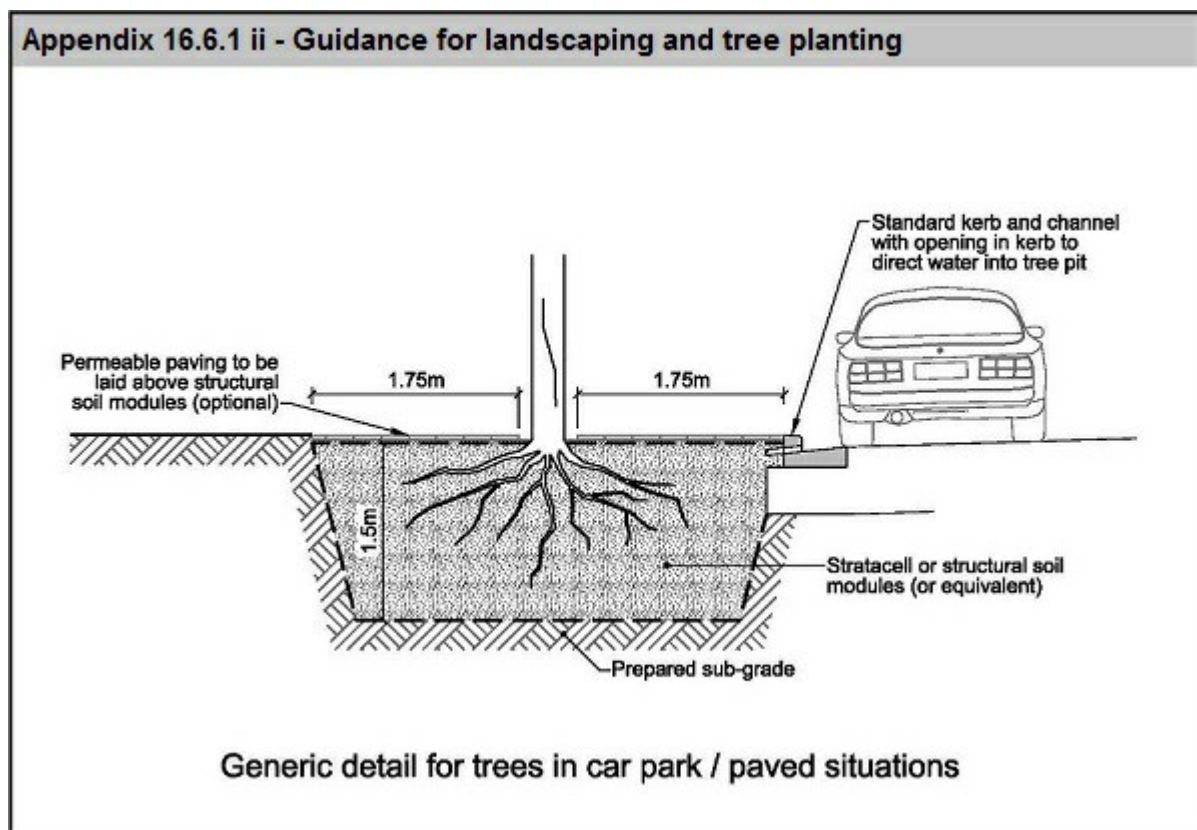 Appendix 16.6.1 ii - Guidance for landscaping and tree planting
Standard kerb and channel
with opening in kerb to
direct water into tree pit
Permeable paving to be
laid above structural
soil modules (optional)
1.75m
1.75m
1.5m
Stratacell or structural soil
modules (or equivalent)
Prepared sub-grade
Generic detail for trees in car park / paved situations